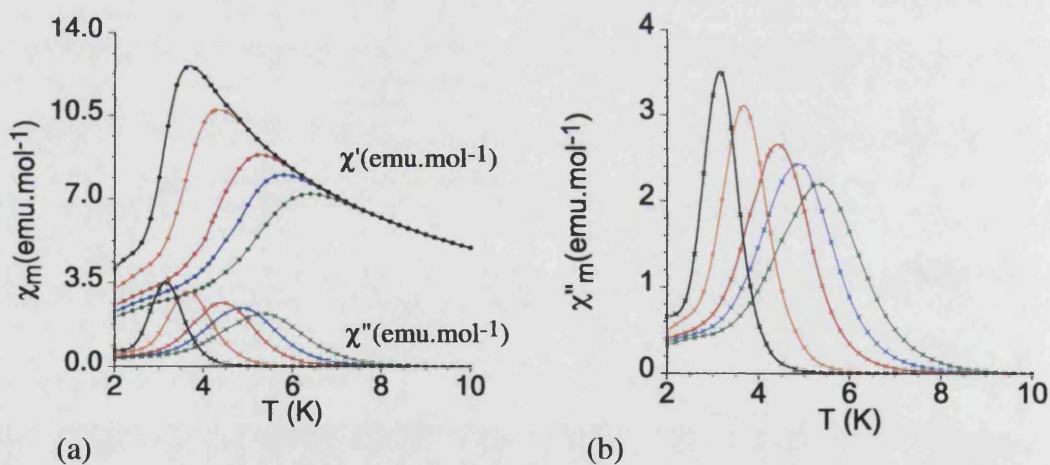 14.0
10.5
7.0
3.5
0.0
χm(emu.mol-1)
χ'(emu.mol-1)
χ"(emu.mol-1)
2 4 6 8 10
T (K)
(a)
4
3
2
1
0
χ"m(emu.mol-1)
2 4 6 8 10
T (K)
(b)